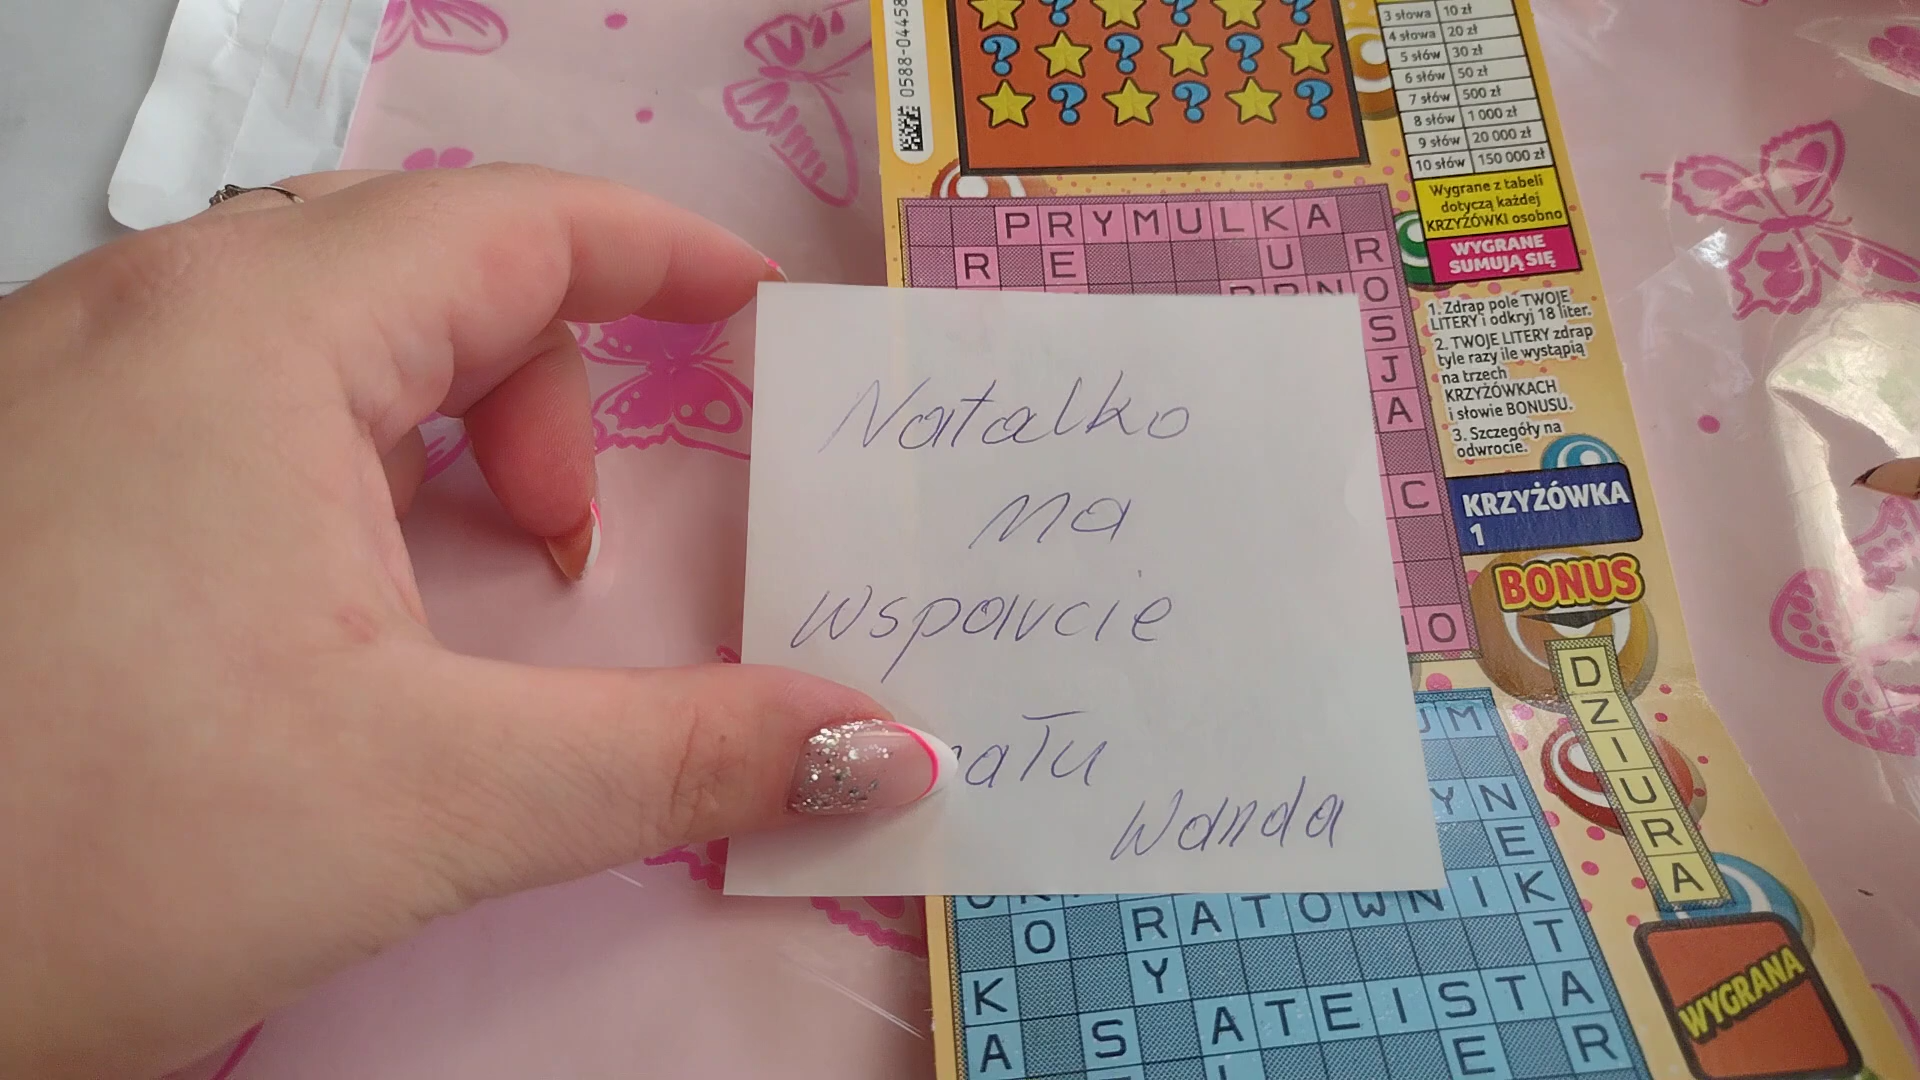 0588-04458
3 słowa 10 zł
4 słowa 20 zł
5 słów 30 zł
6 słów 50 zł
7 słów 500 zł
8 słów 1 000 zł
9 słów 20 000 zł
10 słów 150 000 zł
Wygrane z tabeli
dotyczą każdej
KRZYŻÓWKI osobno
WYGRANE
SUMUJĄ SIĘ
1. Zdrap pole TWOJE
LITERY i odkryj 18 liter.
2. TWOJE LITERY zdrap
tyle razy ile wystąpią
na trzech
KRZYŻÓWKACH
i słowie BONUSU.
3. Szczegóły na
odwrocie.
KRZYŻÓWKA
1
BONUS
DZIURA
WYGRANA
PRYMULKA
R E U R
ROSJA
C
O
Natalko
na
wsparcie
Wanda
RATOWNIK
NEKTAR
O
RY
K
ATEISTA
A S E R